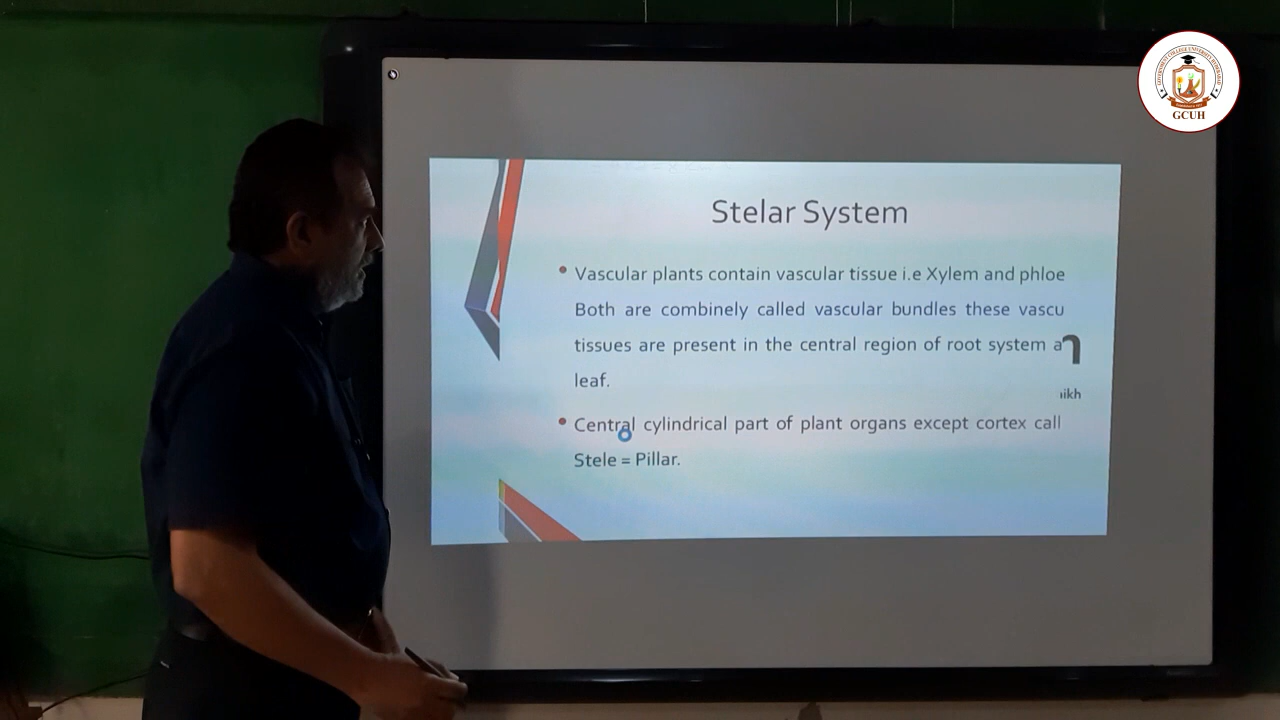 Stelar System
Vascular plants contain vascular tissue i.e Xylem and phloe
Both are combinely called vascular bundles these vascu
tissues are present in the central region of root system a
leaf.
Central cylindrical part of plant organs except cortex call
Stele = Pillar.
GCUH